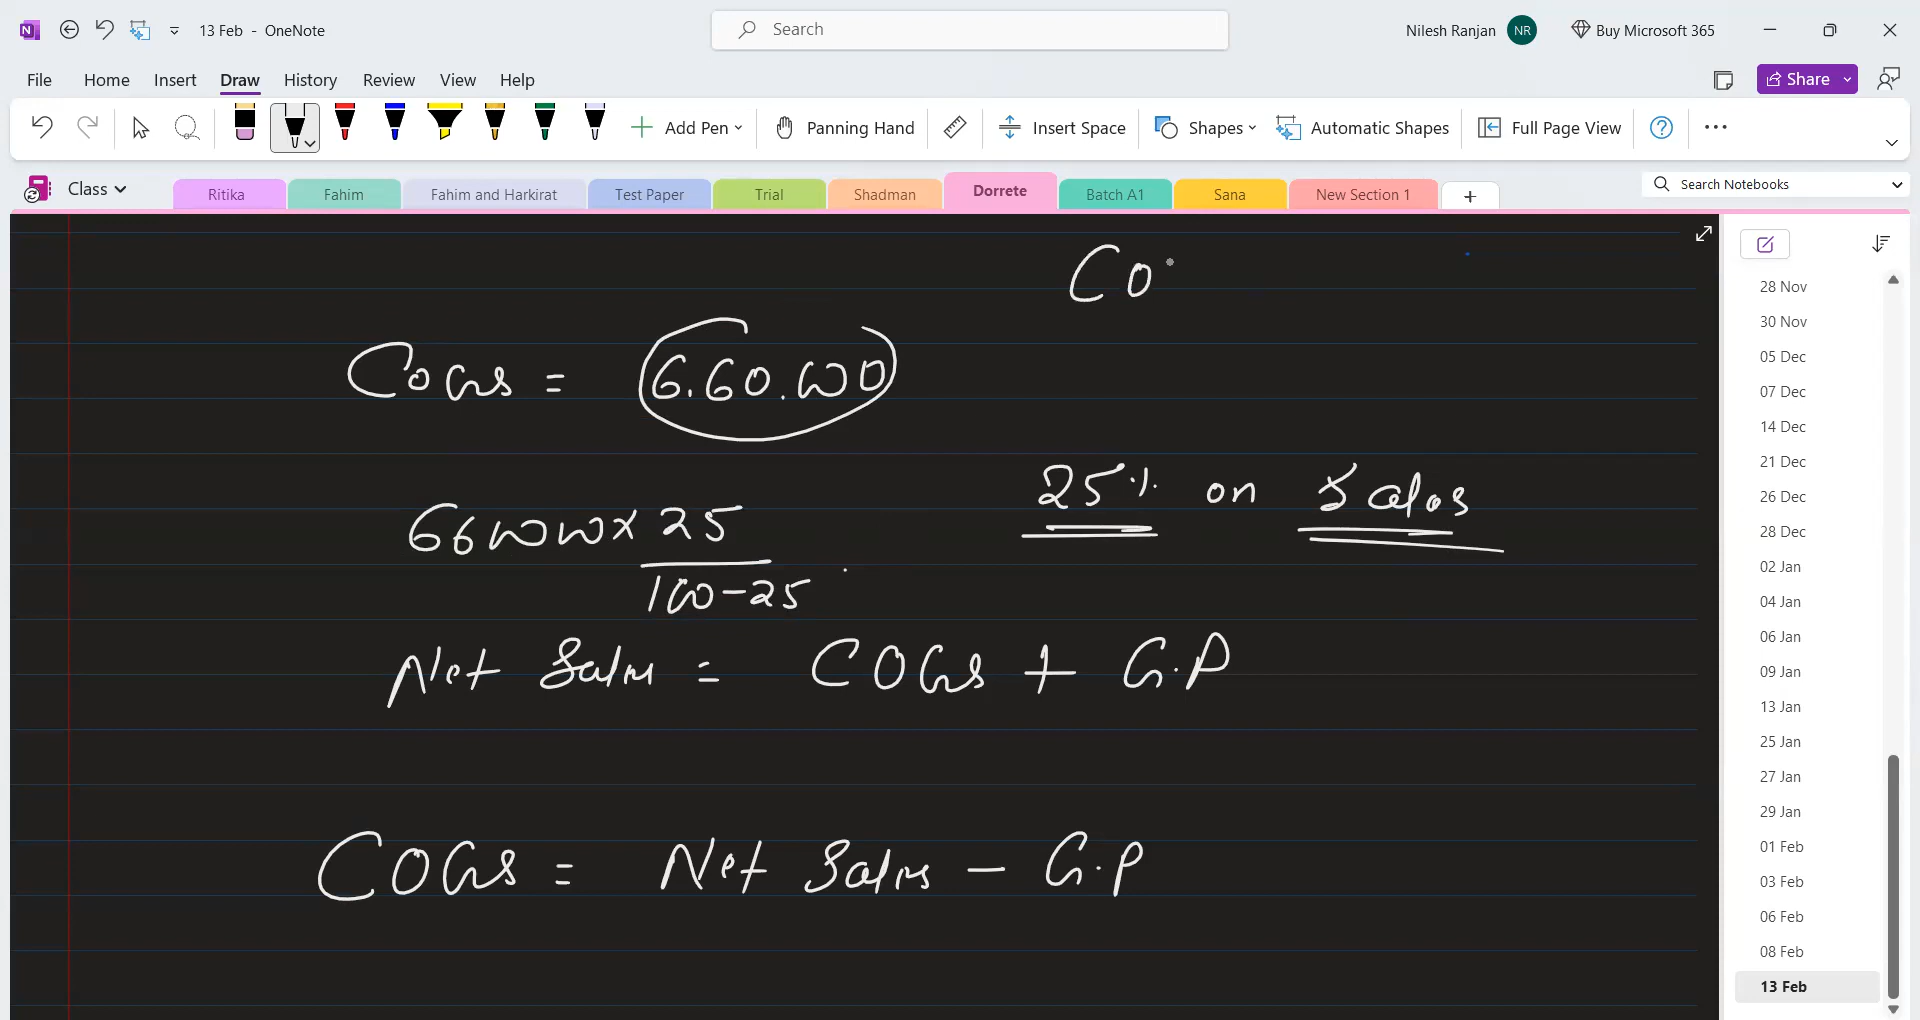 13 Feb - OneNote
Search
Nilesh Ranjan NR
Buy Microsoft 365
File Home Insert Draw History Review View Help
Share
Add Pen Panning Hand Insert Space Shapes Automatic Shapes Full Page View
Class
Ritika Fahim Fahim and Harkirat Test Paper Trial Shadman Dorrete Batch A1 Sana New Section 1 +
Search Notebooks
CO
COGS = 6.60.000
25% on Sales
660000 x 25
100-25
Net Sales = COGS + G.P
COGS = Net Sales - G.P
28 Nov
30 Nov
05 Dec
07 Dec
14 Dec
21 Dec
26 Dec
28 Dec
02 Jan
04 Jan
06 Jan
09 Jan
13 Jan
25 Jan
27 Jan
29 Jan
01 Feb
03 Feb
06 Feb
08 Feb
13 Feb